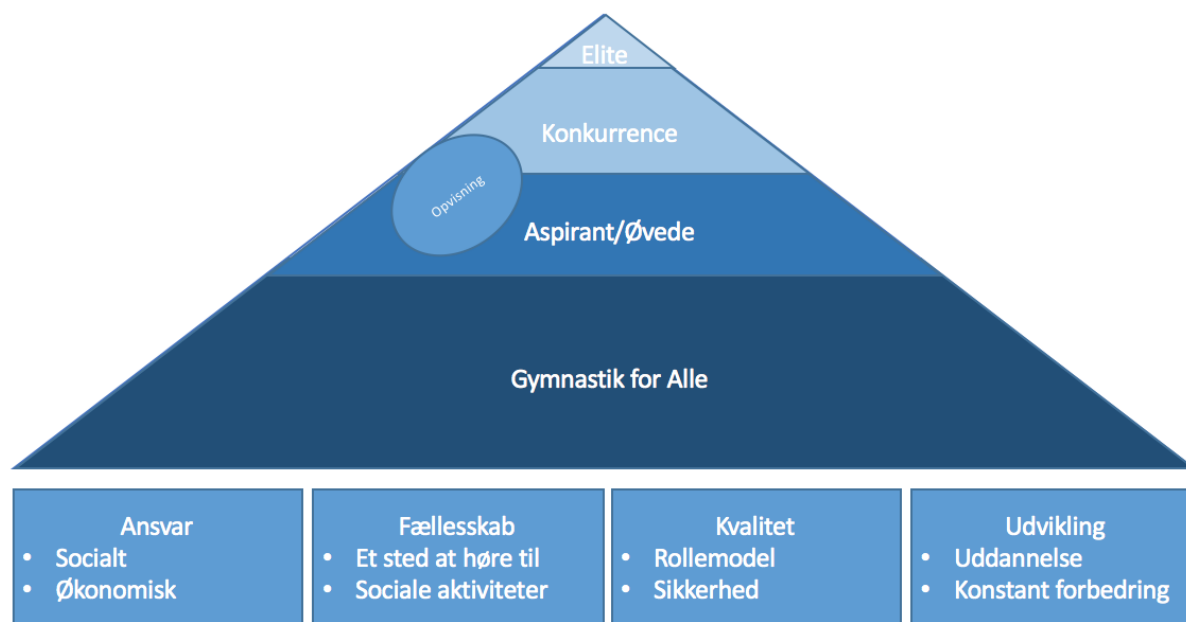 Elite
Konkurrence
Opvisning
Aspirant/Øvede
Gymnastik for Alle
Ansvar
• Socialt
• Økonomisk
Fællesskab
• Et sted at høre til
• Sociale aktiviteter
Kvalitet
• Rollemodel
• Sikkerhed
Udvikling
• Uddannelse
• Konstant forbedring